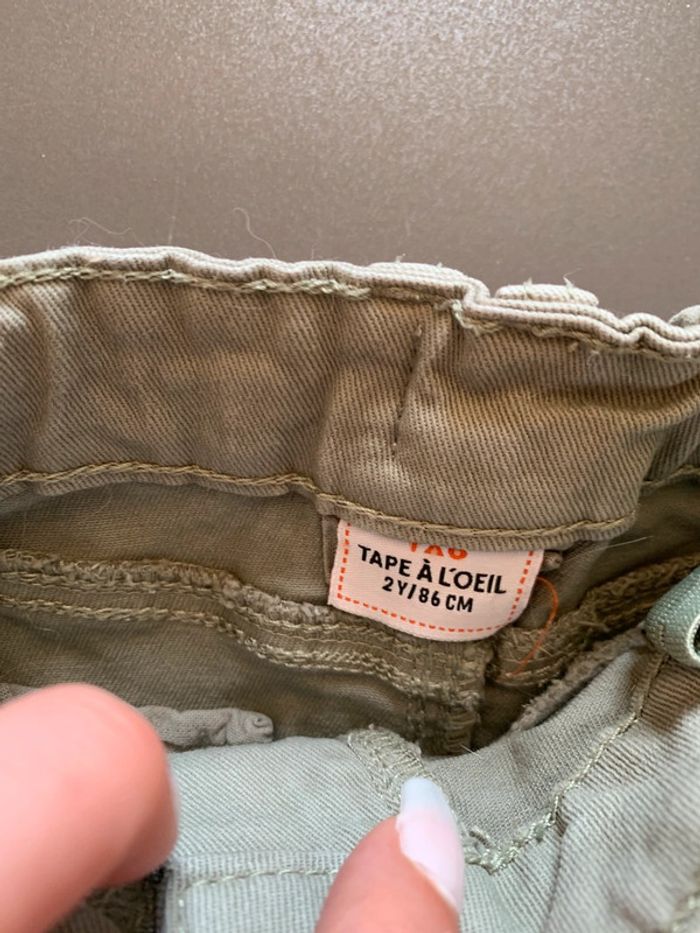 TAPE À L'OEIL
2Y/86 CM